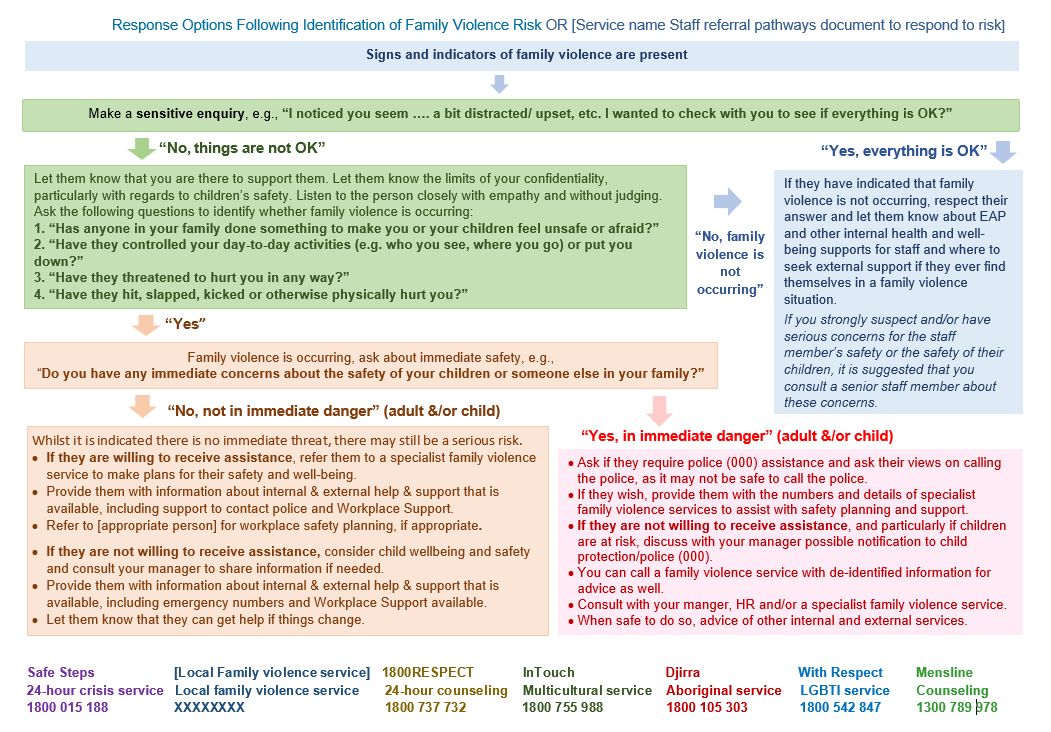 Response Options Following Identification of Family Violence Risk OR [Service name Staff referral pathways document to respond to risk]
Signs and indicators of family violence are present
Make a sensitive enquiry, e.g., “I noticed you seem …. a bit distracted/ upset, etc. I wanted to check with you to see if everything is OK?”
“No, things are not OK”
“Yes, everything is OK”
Let them know that you are there to support them. Let them know the limits of your confidentiality,
particularly with regards to children’s safety. Listen to the person closely with empathy and without judging.
Ask the following questions to identify whether family violence is occurring:
1. “Has anyone in your family done something to make you or your children feel unsafe or afraid?”
2. “Have they controlled your day-to-day activities (e.g. who you see, where you go) or put you
down?”
3. “Have they threatened to hurt you in any way?”
4. “Have they hit, slapped, kicked or otherwise physically hurt you?”
“No, family
violence is
not
occurring”
If they have indicated that family
violence is not occurring, respect their
answer and let them know about EAP
and other internal health and well-
being supports for staff and where to
seek external support if they ever find
themselves in a family violence
situation.
If you strongly suspect and/or have
serious concerns for the staff
member’s safety or the safety of their
children, it is suggested that you
consult a senior staff member about
these concerns.
“Yes”
Family violence is occurring, ask about immediate safety, e.g.,
“Do you have any immediate concerns about the safety of your children or someone else in your family?”
“No, not in immediate danger” (adult &/or child)
Whilst it is indicated there is no immediate threat, there may still be a serious risk.
• If they are willing to receive assistance, refer them to a specialist family violence
service to make plans for their safety and well-being.
• Provide them with information about internal & external help & support that is
available, including support to contact police and Workplace Support.
• Refer to [appropriate person] for workplace safety planning, if appropriate.
• If they are not willing to receive assistance, consider child wellbeing and safety
and consult your manager to share information if needed.
• Provide them with information about internal & external help & support that is
available, including emergency numbers and Workplace Support available.
• Let them know that they can get help if things change.
“Yes, in immediate danger” (adult &/or child)
• Ask if they require police (000) assistance and ask their views on calling
the police, as it may not be safe to call the police.
• If they wish, provide them with the numbers and details of specialist
family violence services to assist with safety planning and support.
• If they are not willing to receive assistance, and particularly if children
are at risk, discuss with your manager possible notification to child
protection/police (000).
• You can call a family violence service with de-identified information for
advice as well.
• Consult with your manger, HR and/or a specialist family violence service.
• When safe to do so, advice of other internal and external services.
Safe Steps
24-hour crisis service
1800 015 188
[Local Family violence service]
Local family violence service
XXXXXXXX
1800RESPECT
24-hour counseling
1800 737 732
InTouch
Multicultural service
1800 755 988
Djirra
Aboriginal service
1800 105 303
With Respect
LGBTI service
1800 542 847
Mensline
Counseling
1300 789 978